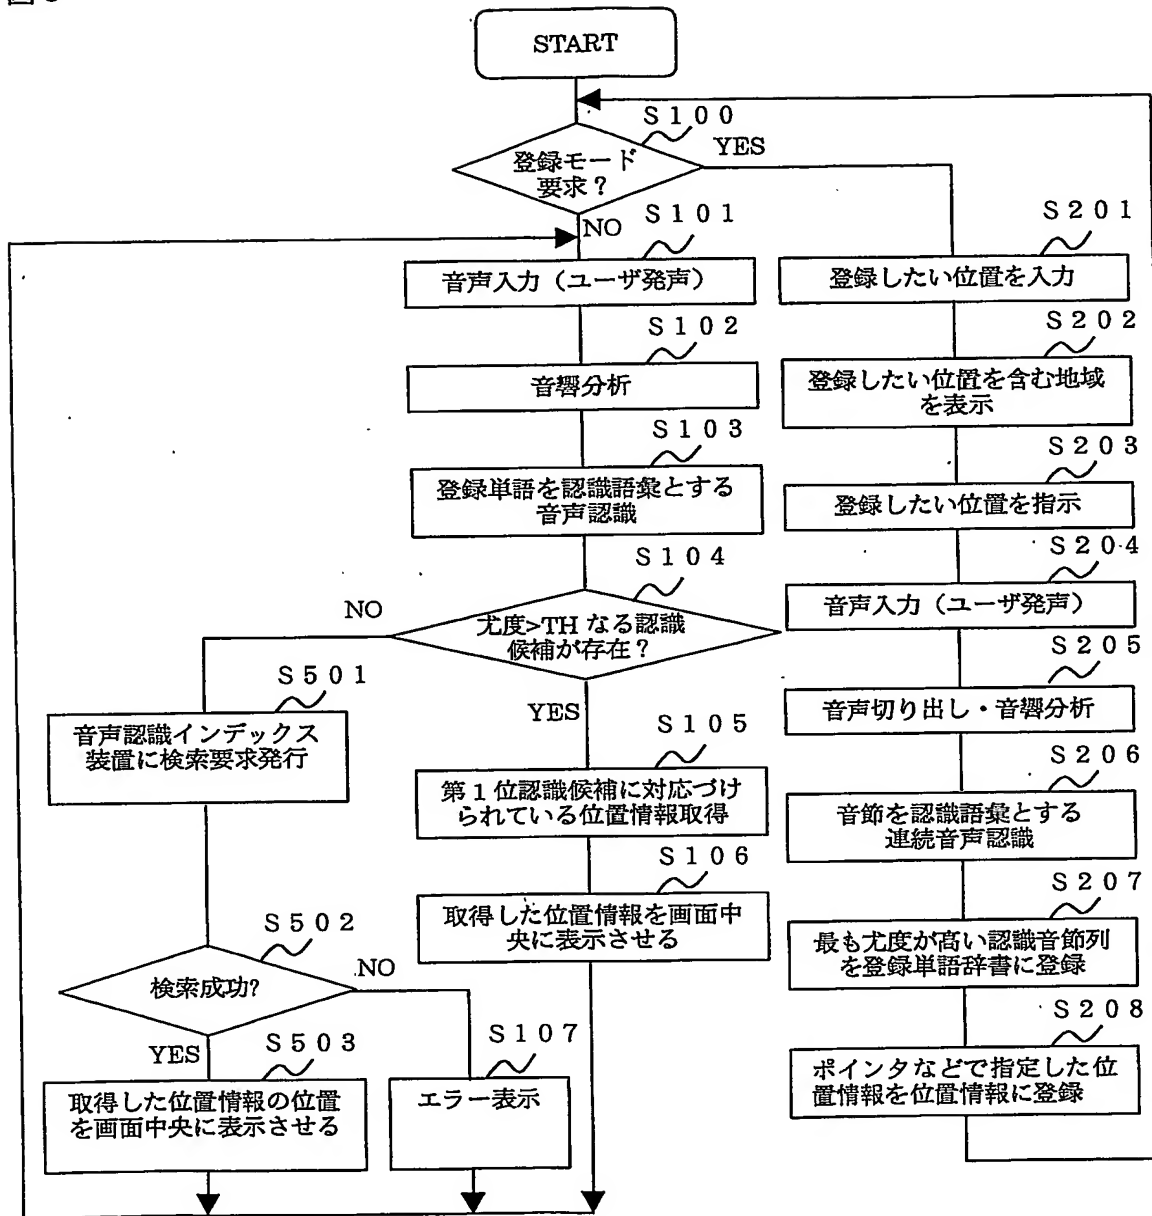 START
S100
登録モード
要求?
YES
NO
S101
音声入力(ユーザ発声)
S102
音響分析
S103
登録単語を認識語彙とする
音声認識
S104
尤度>TH なる認識
候補が存在?
NO
YES
S501
音声認識インデックス
装置に検索要求発行
S502
検索成功?
NO
YES
S503
取得した位置情報の位置
を画面中央に表示させる
S107
エラー表示
S105
第1位認識候補に対応づけ
られている位置情報取得
S106
取得した位置情報を画面中
央に表示させる
S201
登録したい位置を入力
S202
登録したい位置を含む地域
を表示
S203
登録したい位置を指示
S204
音声入力(ユーザ発声)
S205
音声切り出し・音響分析
S206
音節を認識語彙とする
連続音声認識
S207
最も尤度が高い認識音節列
を登録単語辞書に登録
S208
ポインタなどで指定した位
置情報を位置情報に登録